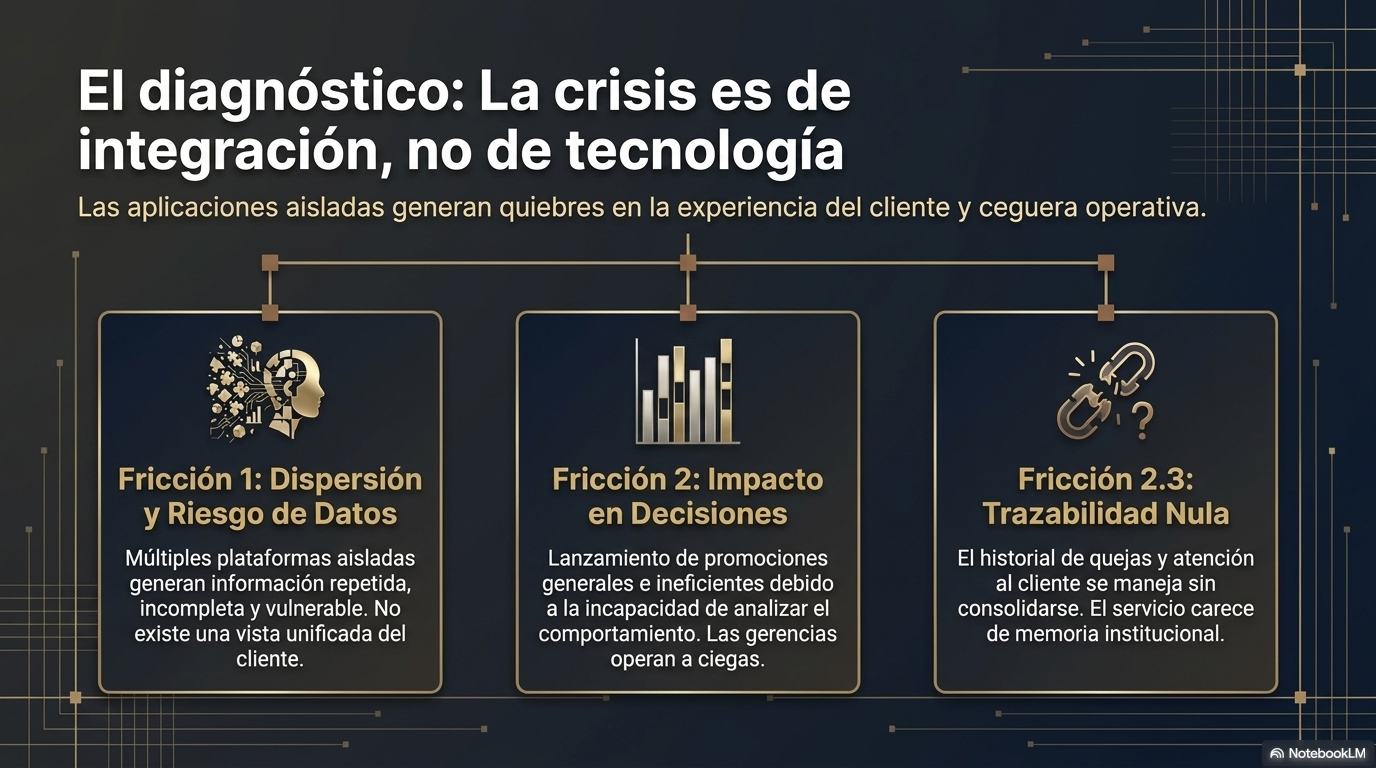 El diagnóstico: La crisis es de
integración, no de tecnología
Las aplicaciones aisladas generan quiebres en la experiencia del cliente y ceguera operativa.
Fricción 1: Dispersión
y Riesgo de Datos
Múltiples plataformas aisladas
generan información repetida,
incompleta y vulnerable. No
existe una vista unificada del
cliente.
Fricción 2: Impacto
en Decisiones
Lanzamiento de promociones
generales e ineficientes debido
a la incapacidad de analizar el
comportamiento. Las gerencias
operan a ciegas.
?
Fricción 2.3:
Trazabilidad Nula
El historial de quejas y atención
al cliente se maneja sin
consolidarse. El servicio carece
de memoria institucional.
NotebookLM